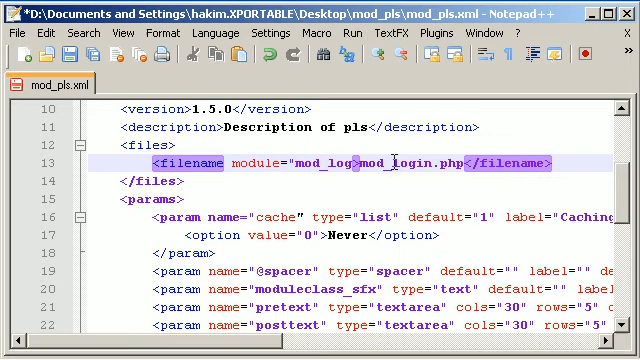 *D:\Documents and Settings\hakim.XPORTABLE\Desktop\mod_pls\mod_pls.xml - Notepad++
File Edit Search View Format Language Settings Macro Run TextFX Plugins Window ? X
mod_pls.xml
10 <version>1.5.0</version>
11 <description>Description of pls</description>
12 <files>
13 <filename module="mod_log>mod_login.php</filename>
14 </files>
15 <params>
16 <param name="cache" type="list" default="1" label="Caching
17 <option value="0">Never</option>
18 </param>
19 <param name="@spacer" type="spacer" default="" label="" de
20 <param name="moduleclass_sfx" type="text" default="" label
21 <param name="pretext" type="textarea" cols="30" rows="5" c
22 <param name="posttext" type="textarea" cols="30" rows="5"